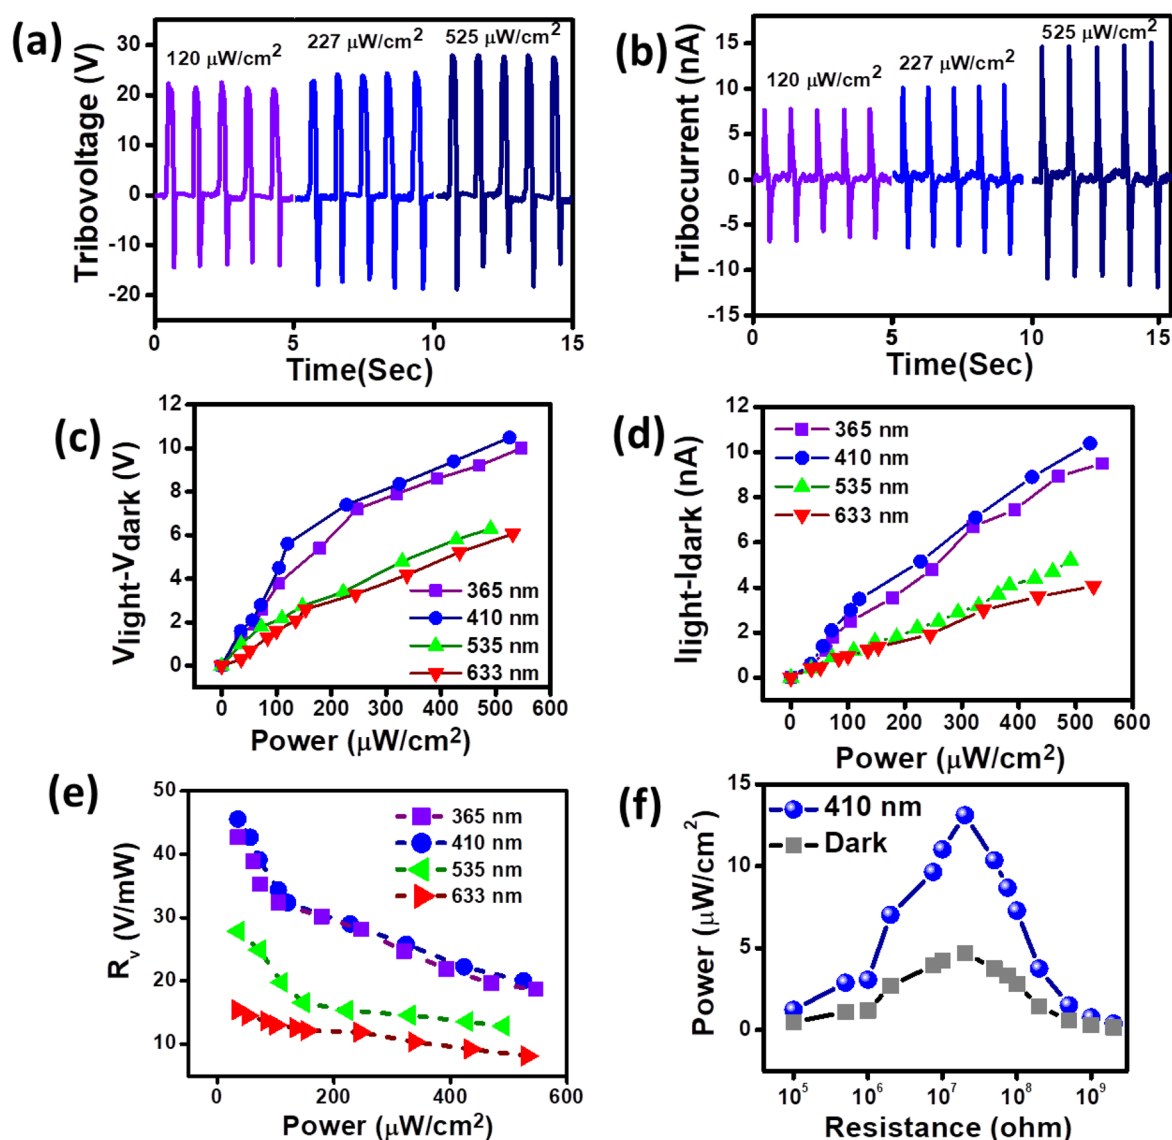 (a)
Tribovoltage (V)
30
20
10
0
-10
-20
120 μW/cm2
227 μW/cm2
525 μW/cm2
0
5
10
15
Time(Sec)
(b)
Tribocurrent (nA)
15
10
5
0
-5
-10
-15
120 μW/cm2
227 μW/cm2
525 μW/cm2
0
5
10
15
Time(Sec)
(c)
Vlight-Vdark (V)
12
10
8
6
4
2
0
365 nm
410 nm
535 nm
633 nm
0
100
200
300
400
500
600
Power (μW/cm2)
(d)
Ilight-Idark (nA)
12
10
8
6
4
2
0
365 nm
410 nm
535 nm
633 nm
0
100
200
300
400
500
600
Power (μW/cm2)
(e)
Rv (V/mW)
50
40
30
20
10
365 nm
410 nm
535 nm
633 nm
0
200
400
600
Power (μW/cm2)
(f)
Power (μW/cm2)
15
10
5
0
410 nm
Dark
10^5
10^6
10^7
10^8
10^9
Resistance (ohm)